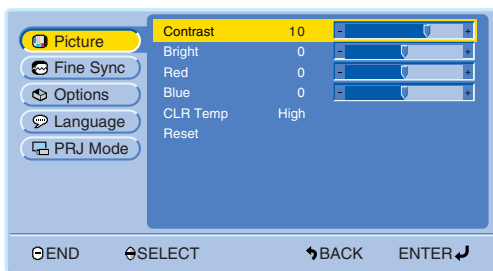 Picture
Fine Sync
Options
Language
PRJ Mode
Contrast 10 - +
Bright 0 - +
Red 0 - +
Blue 0 - +
CLR Temp High
Reset
END SELECT BACK ENTER